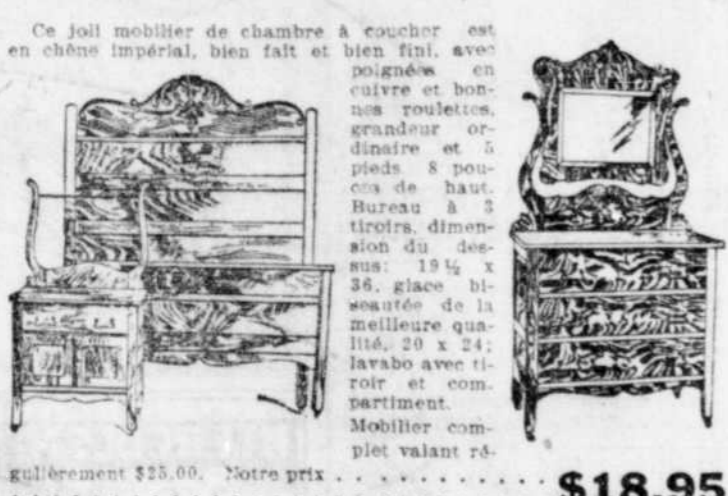 Ce joli mobilier de chambre à coucher est
en chêne impérial, bien fait et bien fini, avec
poignées en
cuivre et bon-
nes roulettes,
grandeur or-
dinaire et 5
pieds 8 pou-
ces de haut.
Bureau à 3
tiroirs, dimen-
sion du des-
sus: 19½ x
36, glace bi-
seautée de la
meilleure qua-
lité, 20 x 24;
lavabo avec ti-
roir et com-
partiment.
Mobilier com-
plet valant ré-
gulièrement $25.00. Notre prix . . . . . . . . . . . $18.95